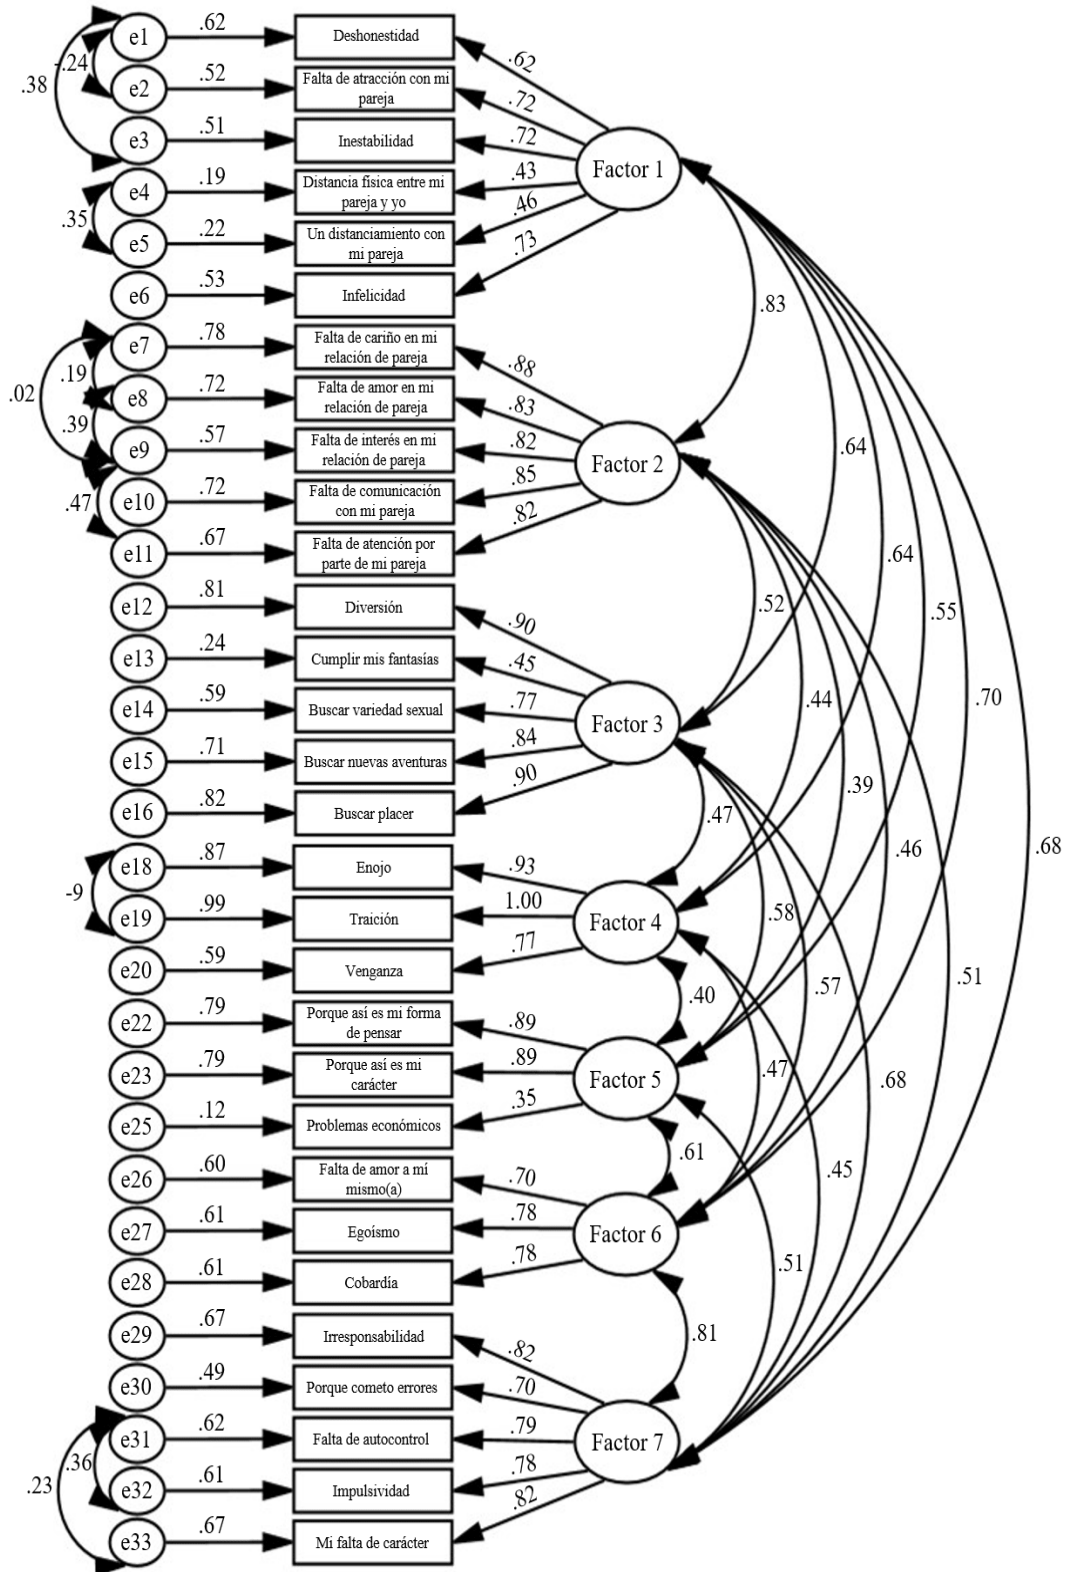 e1 .62 Deshonestidad .62
-.24
.38
e2 .52 Falta de atracción con mi
pareja .72
e3 .51 Inestabilidad .72
Factor 1
e4 .19 Distancia física entre mi
pareja y yo .43
.35
e5 .22 Un distanciamiento con
mi pareja .46
e6 .53 Infelicidad .73
.83
e7 .78 Falta de cariño en mi
relación de pareja .88
.19
.02
e8 .72 Falta de amor en mi
relación de pareja .83
.39
e9 .57 Falta de interés en mi
relación de pareja .82
Factor 2
.64
e10 .72 Falta de comunicación
con mi pareja .85
.47
e11 .67 Falta de atención por
parte de mi pareja .82
.64
.52
.55
e12 .81 Diversión .90
e13 .24 Cumplir mis fantasías .45
e14 .59 Buscar variedad sexual .77
Factor 3
.44
.70
e15 .71 Buscar nuevas aventuras .84
.39
e16 .82 Buscar placer .90
.47
.46
.68
e18 .87 Enojo .93
-9
e19 .99 Traición 1.00
Factor 4
.58
e20 .59 Venganza .77
.51
.57
.40
e22 .79 Porque así es mi forma
de pensar .89
e23 .79 Porque así es mi
carácter .89
Factor 5
.47
.68
e25 .12 Problemas económicos .35
.61
e26 .60 Falta de amor a mí
mismo(a) .70
.45
e27 .61 Egoísmo .78
Factor 6
e28 .61 Cobardía .78
.51
e29 .67 Irresponsabilidad .82
.81
e30 .49 Porque cometo errores .70
e31 .62 Falta de autocontrol .79
Factor 7
.36
.23
e32 .61 Impulsividad .78
e33 .67 Mi falta de carácter .82